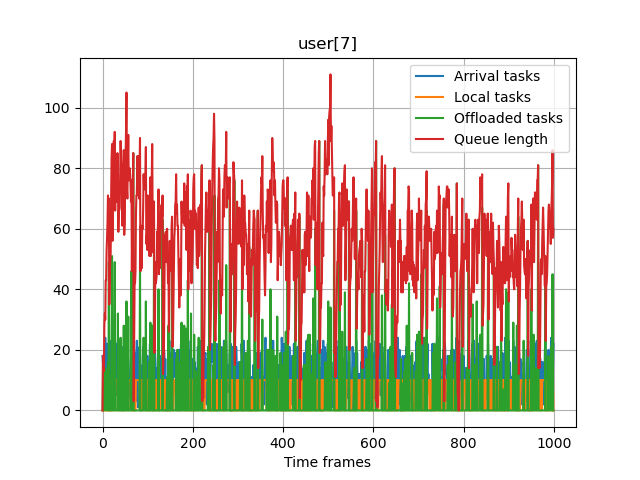 user[7]
Arrival tasks
Local tasks
Offloaded tasks
Queue length
100
80
60
40
20
0
0 200 400 600 800 1000
Time frames